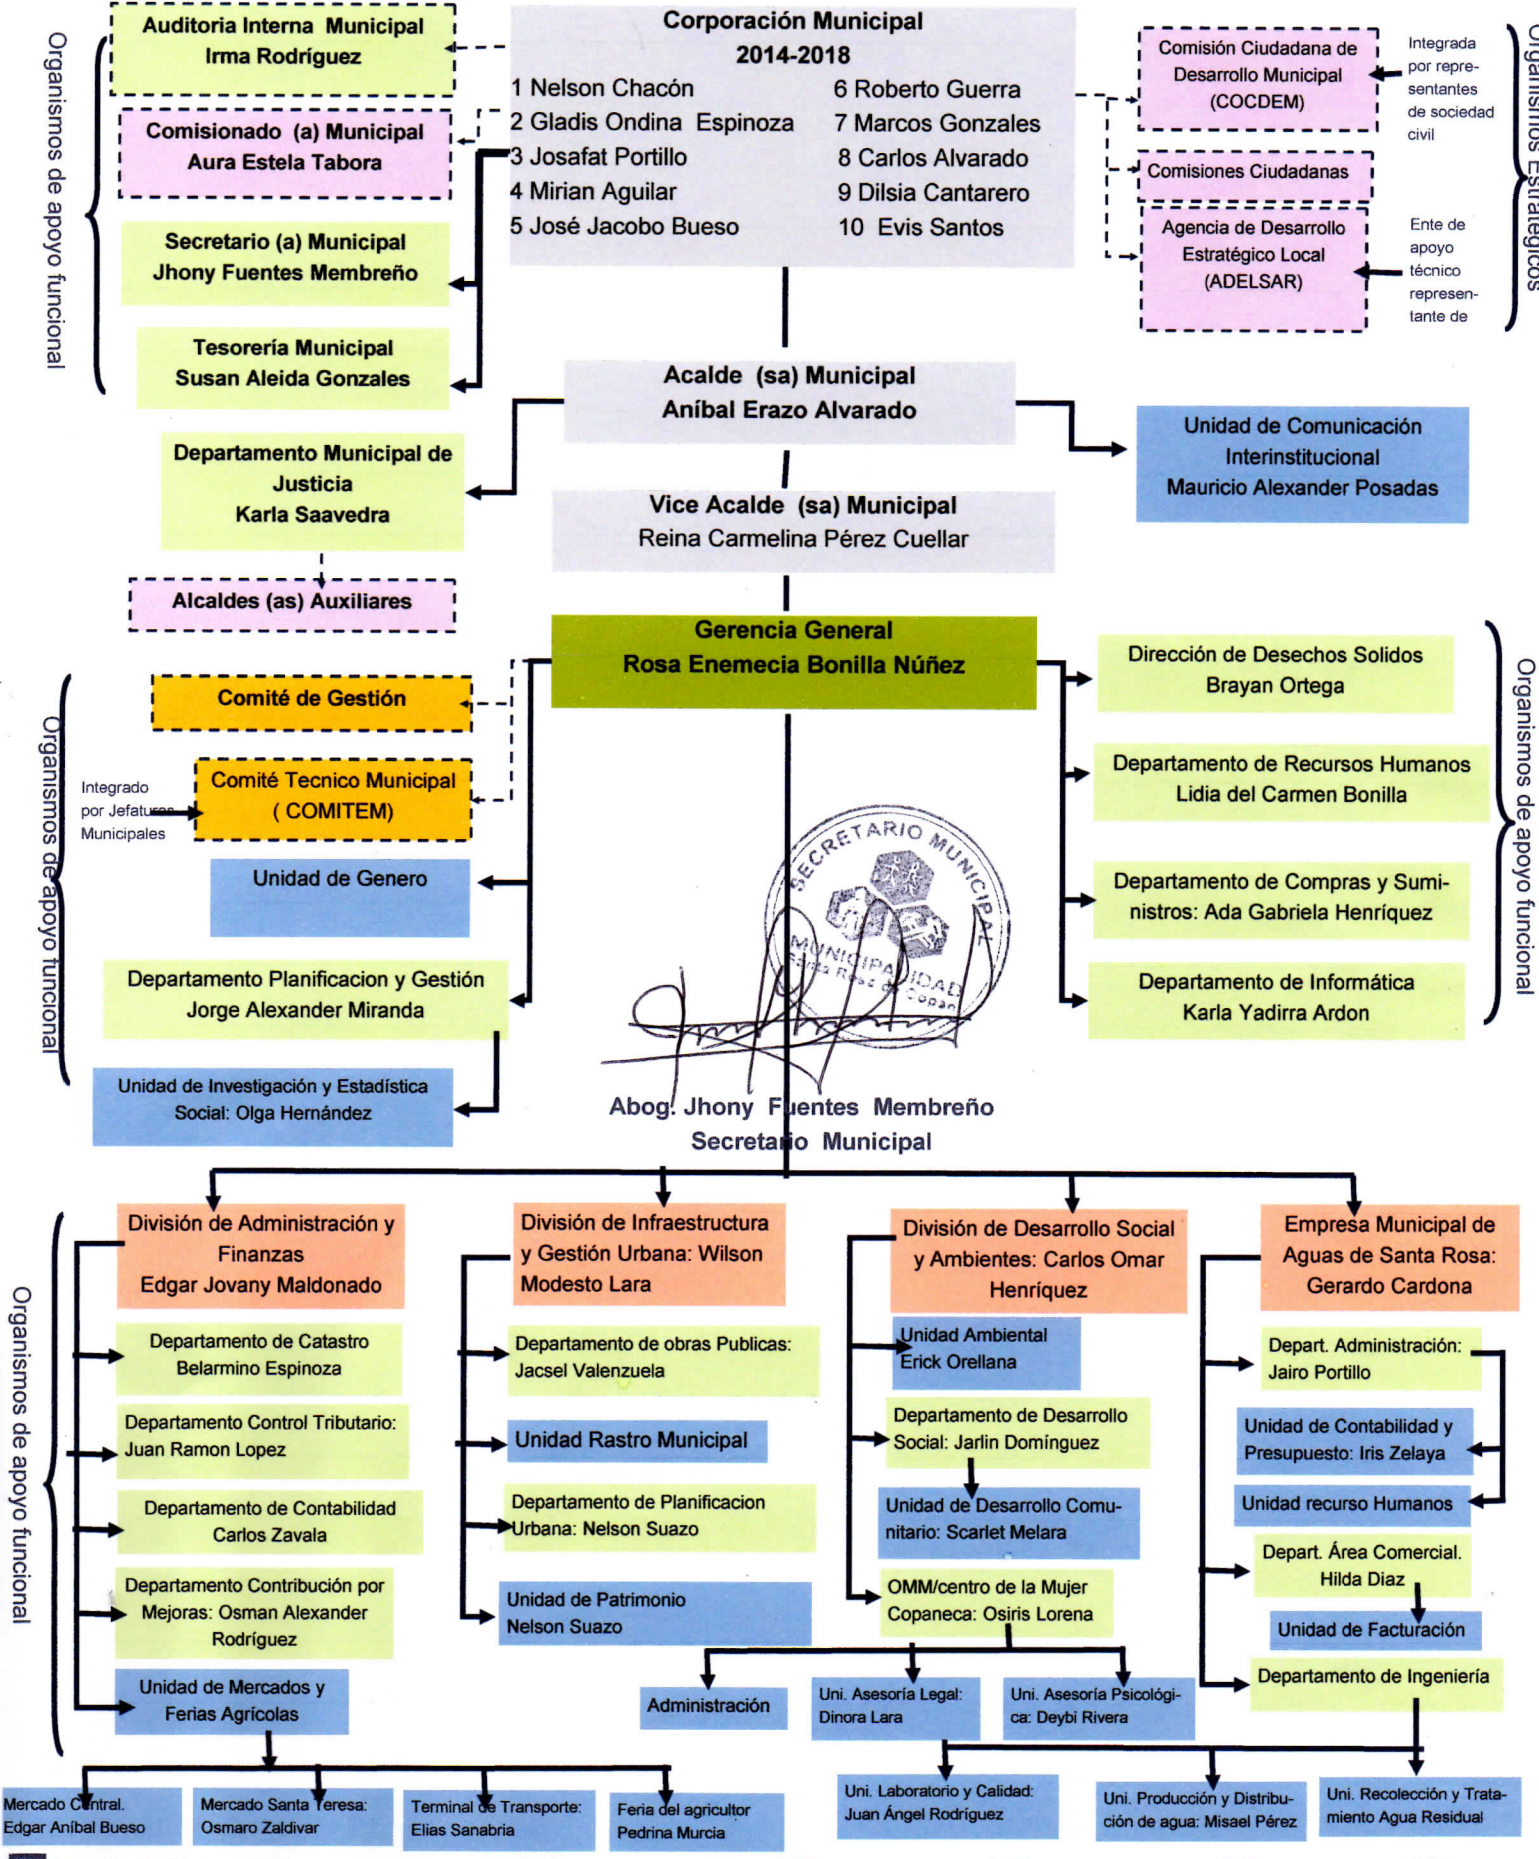 Organismos de apoyo funcional
Auditoria Interna Municipal
Irma Rodríguez
Comisionado (a) Municipal
Aura Estela Tabora
Secretario (a) Municipal
Jhony Fuentes Membreño
Tesorería Municipal
Susan Aleida Gonzales
Corporación Municipal
2014-2018
1 Nelson Chacón
2 Gladis Ondina Espinoza
3 Josafat Portillo
4 Mirian Aguilar
5 José Jacobo Bueso
6 Roberto Guerra
7 Marcos Gonzales
8 Carlos Alvarado
9 Dilsia Cantarero
10 Evis Santos
Comisión Ciudadana de
Desarrollo Municipal
(COCDEM)
Integrada
por repre-
sentantes
de sociedad
civil
Comisiones Ciudadanas
Agencia de Desarrollo
Estratégico Local
(ADELSAR)
Ente de
apoyo
técnico
represen-
tante de
Organismos Estratégicos
Acalde (sa) Municipal
Aníbal Erazo Alvarado
Departamento Municipal de
Justicia
Karla Saavedra
Unidad de Comunicación
Interinstitucional
Mauricio Alexander Posadas
Vice Acalde (sa) Municipal
Reina Carmelina Pérez Cuellar
Alcaldes (as) Auxiliares
Gerencia General
Rosa Enemecia Bonilla Núñez
Organismos de apoyo funcional
Comité de Gestión
Integrado
por Jefaturas
Municipales
Comité Tecnico Municipal
( COMITEM)
Unidad de Genero
Departamento Planificacion y Gestión
Jorge Alexander Miranda
Unidad de Investigación y Estadística
Social: Olga Hernández
Dirección de Desechos Solidos
Brayan Ortega
Departamento de Recursos Humanos
Lidia del Carmen Bonilla
Departamento de Compras y Sumi-
nistros: Ada Gabriela Henríquez
Departamento de Informática
Karla Yadirra Ardon
Organismos de apoyo funcional
SECRETARIO MUNICIPAL
MUNICIPALIDAD
Santa Rosa de Copan
Abog. Jhony Fuentes Membreño
Secretario Municipal
Organismos de apoyo funcional
División de Administración y
Finanzas
Edgar Jovany Maldonado
Departamento de Catastro
Belarmino Espinoza
Departamento Control Tributario:
Juan Ramon Lopez
Departamento de Contabilidad
Carlos Zavala
Departamento Contribución por
Mejoras: Osman Alexander
Rodríguez
Unidad de Mercados y
Ferias Agrícolas
Mercado Central.
Edgar Aníbal Bueso
Mercado Santa Teresa:
Osmaro Zaldivar
Terminal de Transporte:
Elias Sanabria
Feria del agricultor
Pedrina Murcia
División de Infraestructura
y Gestión Urbana: Wilson
Modesto Lara
Departamento de obras Publicas:
Jacsel Valenzuela
Unidad Rastro Municipal
Departamento de Planificacion
Urbana: Nelson Suazo
Unidad de Patrimonio
Nelson Suazo
División de Desarrollo Social
y Ambientes: Carlos Omar
Henríquez
Unidad Ambiental
Erick Orellana
Departamento de Desarrollo
Social: Jarlin Domínguez
Unidad de Desarrollo Comu-
nitario: Scarlet Melara
OMM/centro de la Mujer
Copaneca: Osiris Lorena
Administración
Uni. Asesoría Legal:
Dinora Lara
Uni. Asesoría Psicológi-
ca: Deybi Rivera
Empresa Municipal de
Aguas de Santa Rosa:
Gerardo Cardona
Depart. Administración:
Jairo Portillo
Unidad de Contabilidad y
Presupuesto: Iris Zelaya
Unidad recurso Humanos
Depart. Área Comercial.
Hilda Diaz
Unidad de Facturación
Departamento de Ingeniería
Uni. Laboratorio y Calidad:
Juan Ángel Rodríguez
Uni. Producción y Distribu-
ción de agua: Misael Pérez
Uni. Recolección y Trata-
miento Agua Residual